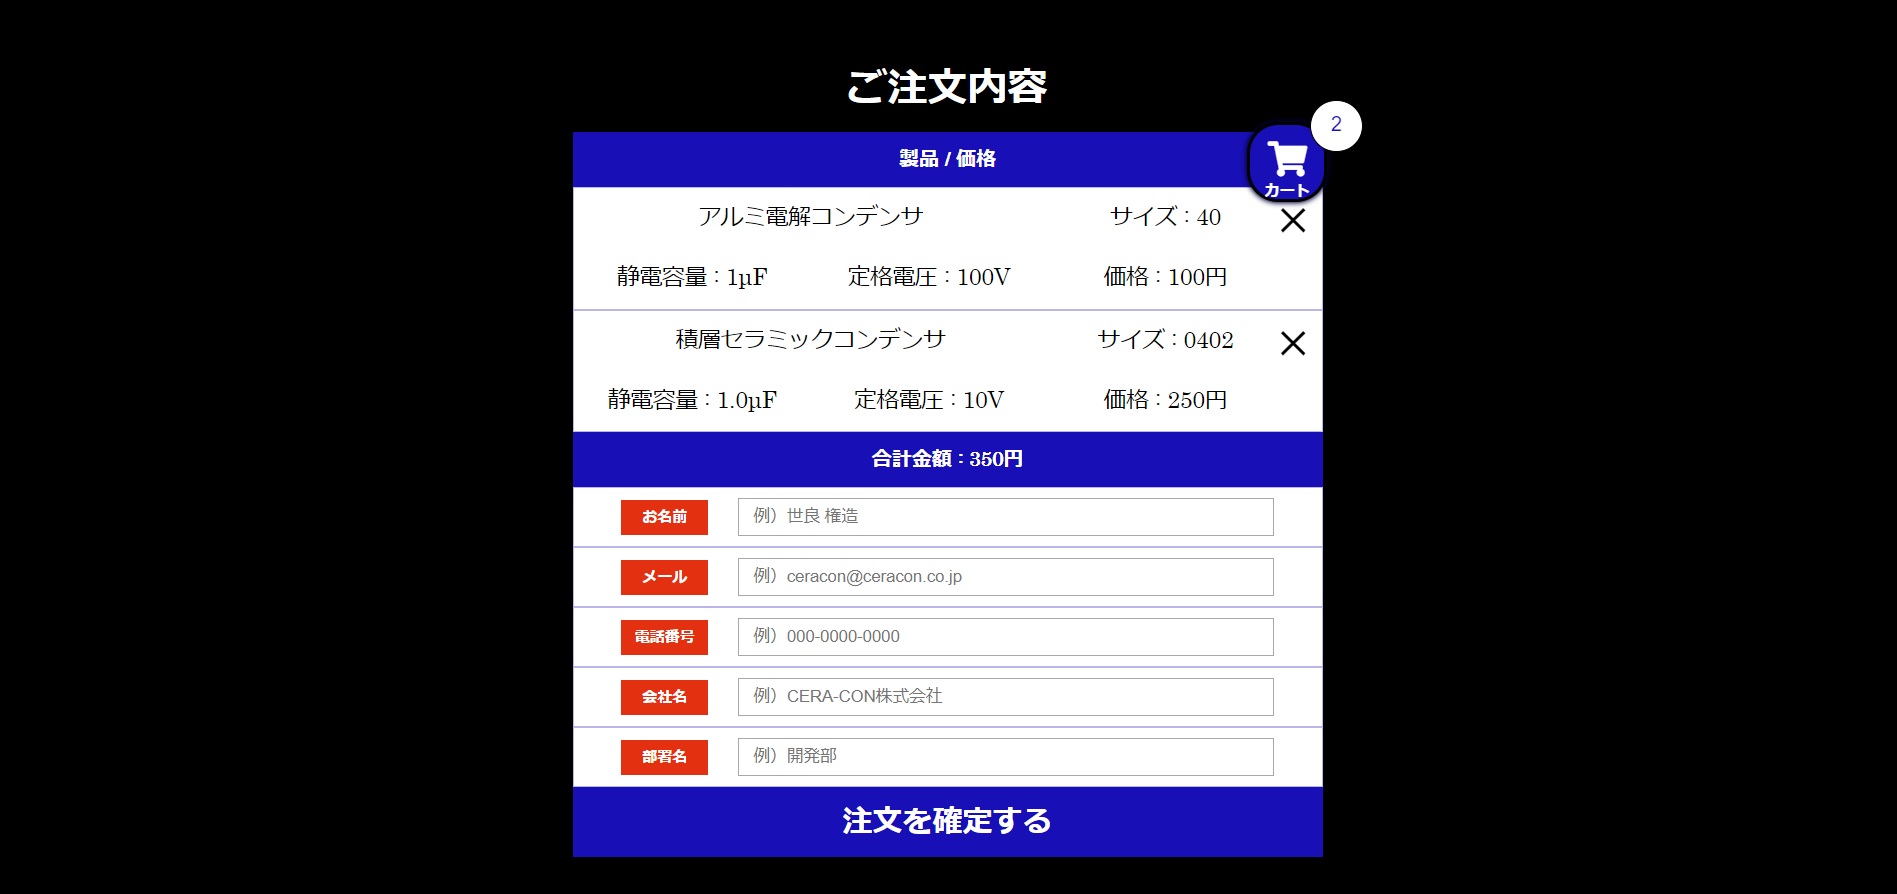 ご注文内容
2
製品 / 価格
カート
アルミ電解コンデンサ サイズ : 40
静電容量 : 1μF 定格電圧 : 100V 価格 : 100円
積層セラミックコンデンサ サイズ : 0402
静電容量 : 1.0μF 定格電圧 : 10V 価格 : 250円
合計金額 : 350円
お名前 例）世良 権造
メール 例）ceracon@ceracon.co.jp
電話番号 例）000-0000-0000
会社名 例）CERA-CON株式会社
部署名 例）開発部
注文を確定する